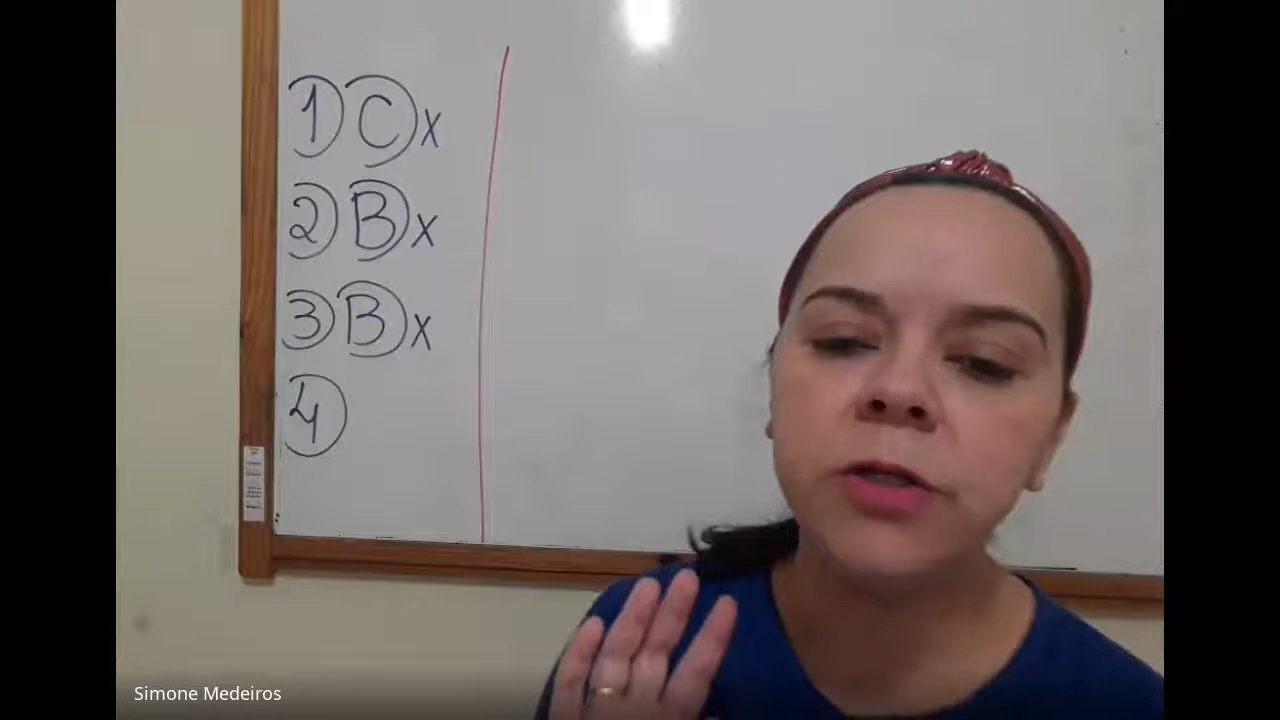 1) C) x
2) B) x
3) B) x
4)
Simone Medeiros